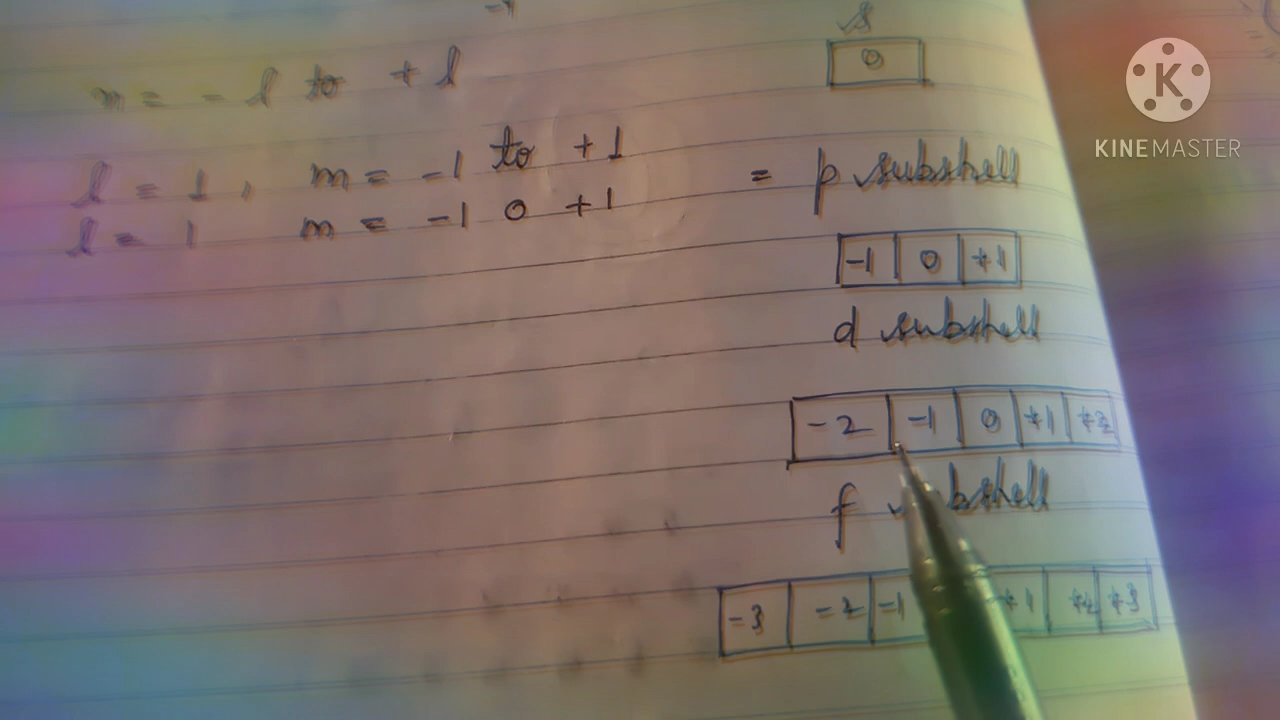 s
0
m = - l to + l
l = 1, m = -1 to +1 = p subshell
l = 1 m = -1 0 +1
-1 0 +1
d subshell
-2 -1 0 +1 +2
f
-3 -2 -1 +1 +2 +3
K
KINEMASTER